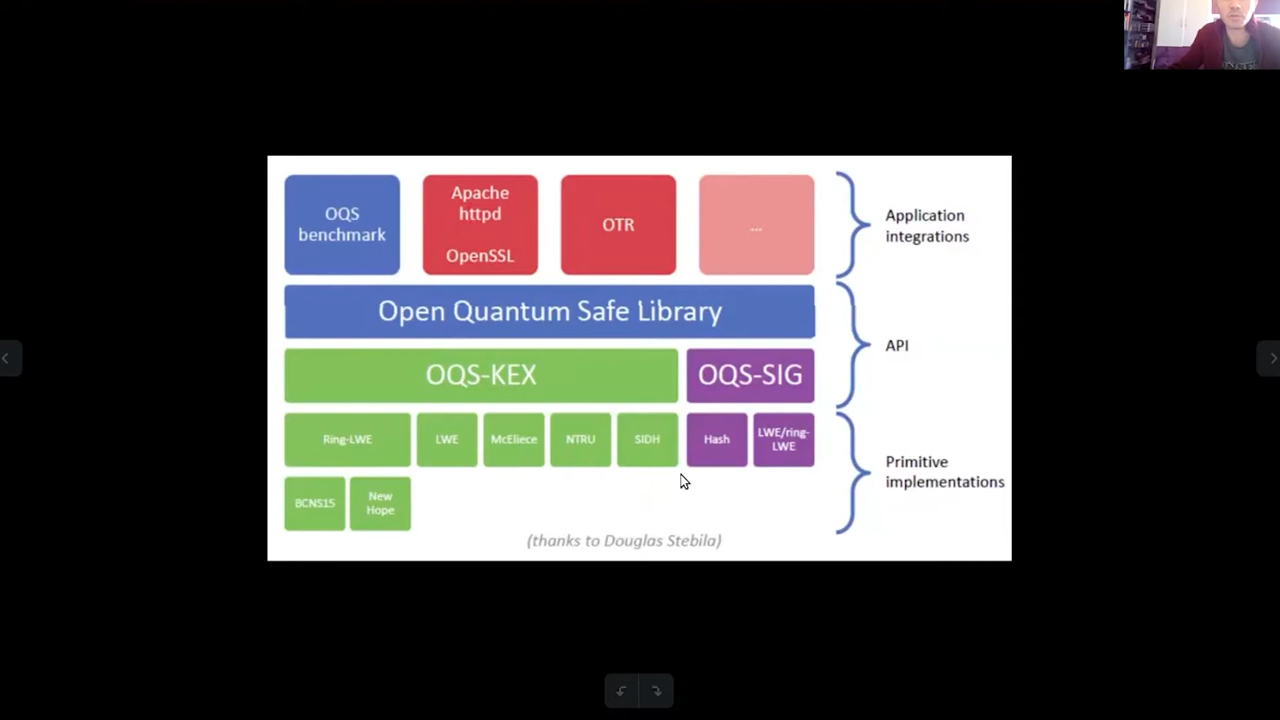 OQS
benchmark
Apache
httpd
OpenSSL
OTR
...
Application
integrations
Open Quantum Safe Library
OQS-KEX
OQS-SIG
API
Ring-LWE
LWE
McEliece
NTRU
SIDH
Hash
LWE/ring-
LWE
BCNS15
New
Hope
Primitive
implementations
(thanks to Douglas Stebila)